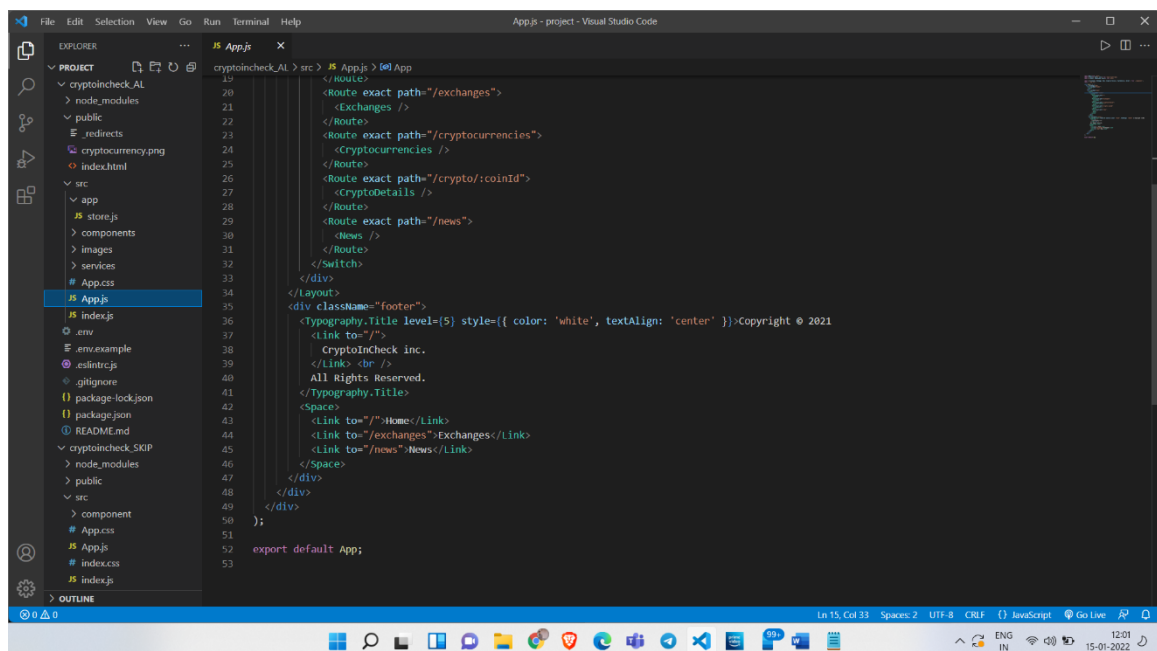 File Edit Selection View Go Run Terminal Help
App.js - project - Visual Studio Code
EXPLORER ···
PROJECT
cryptoincheck_AL
node_modules
public
_redirects
cryptocurrency.png
index.html
src
app
JS store.js
components
images
services
# App.css
JS App.js
JS index.js
.env
.env.example
.eslintrc.js
.gitignore
{} package-lock.json
{} package.json
README.md
cryptoincheck_SKIP
node_modules
public
src
component
# App.css
JS App.js
# index.css
JS index.js
OUTLINE
JS App.js
cryptoincheck_AL > src > JS App.js > App
19 </Route>
20 <Route exact path="/exchanges">
21 <Exchanges />
22 </Route>
23 <Route exact path="/cryptocurrencies">
24 <Cryptocurrencies />
25 </Route>
26 <Route exact path="/crypto/:coinId">
27 <CryptoDetails />
28 </Route>
29 <Route exact path="/news">
30 <News />
31 </Route>
32 </Switch>
33 </div>
34 </Layout>
35 <div className="footer">
36 <Typography.Title level={5} style={{ color: 'white', textAlign: 'center' }}>Copyright © 2021
37 <Link to="/">
38 CryptoInCheck inc.
39 </Link> <br />
40 All Rights Reserved.
41 </Typography.Title>
42 <Space>
43 <Link to="/">Home</Link>
44 <Link to="/exchanges">Exchanges</Link>
45 <Link to="/news">News</Link>
46 </Space>
47 </div>
48 </div>
49 </div>
50 );
51
52 export default App;
53
0 0
Ln 15, Col 33 Spaces: 2 UTF-8 CRLF {} JavaScript Go Live
99+
ENG
IN
12:01
15-01-2022